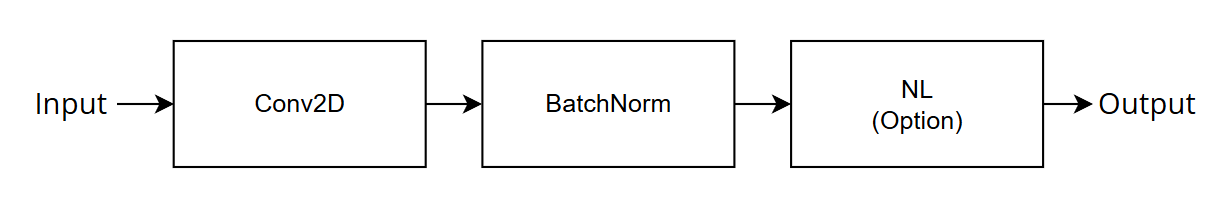 Input
Conv2D
BatchNorm
NL
(Option)
Output